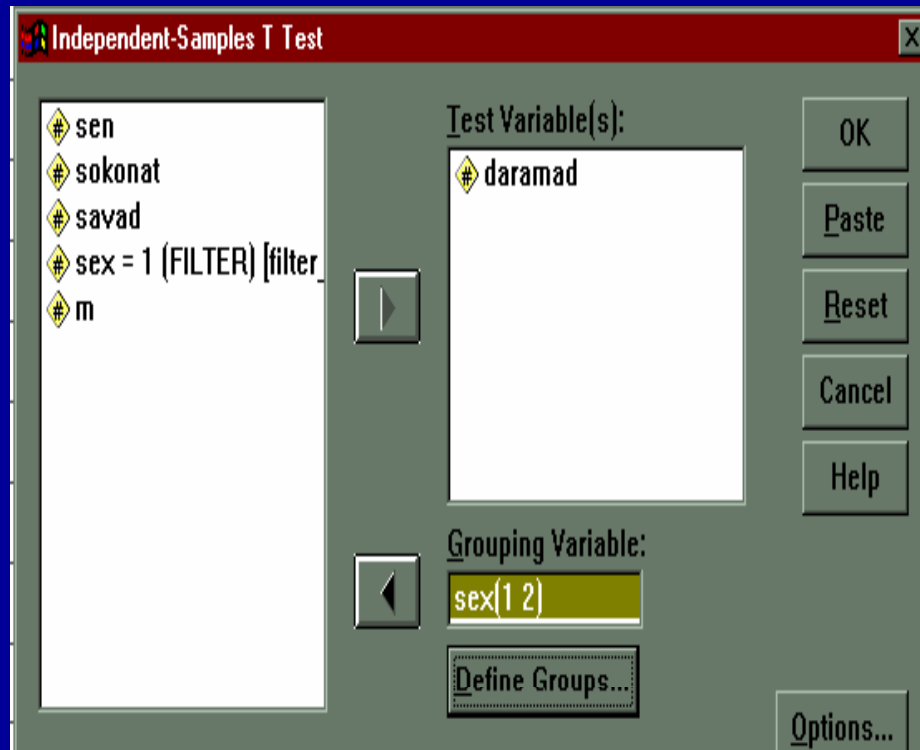 Independent-Samples T Test
X
# sen
# sokonat
# savad
# sex = 1 (FILTER) [filter_
# m
Test Variable(s):
# daramad
Grouping Variable:
sex(1 2)
Define Groups...
OK
Paste
Reset
Cancel
Help
Options...